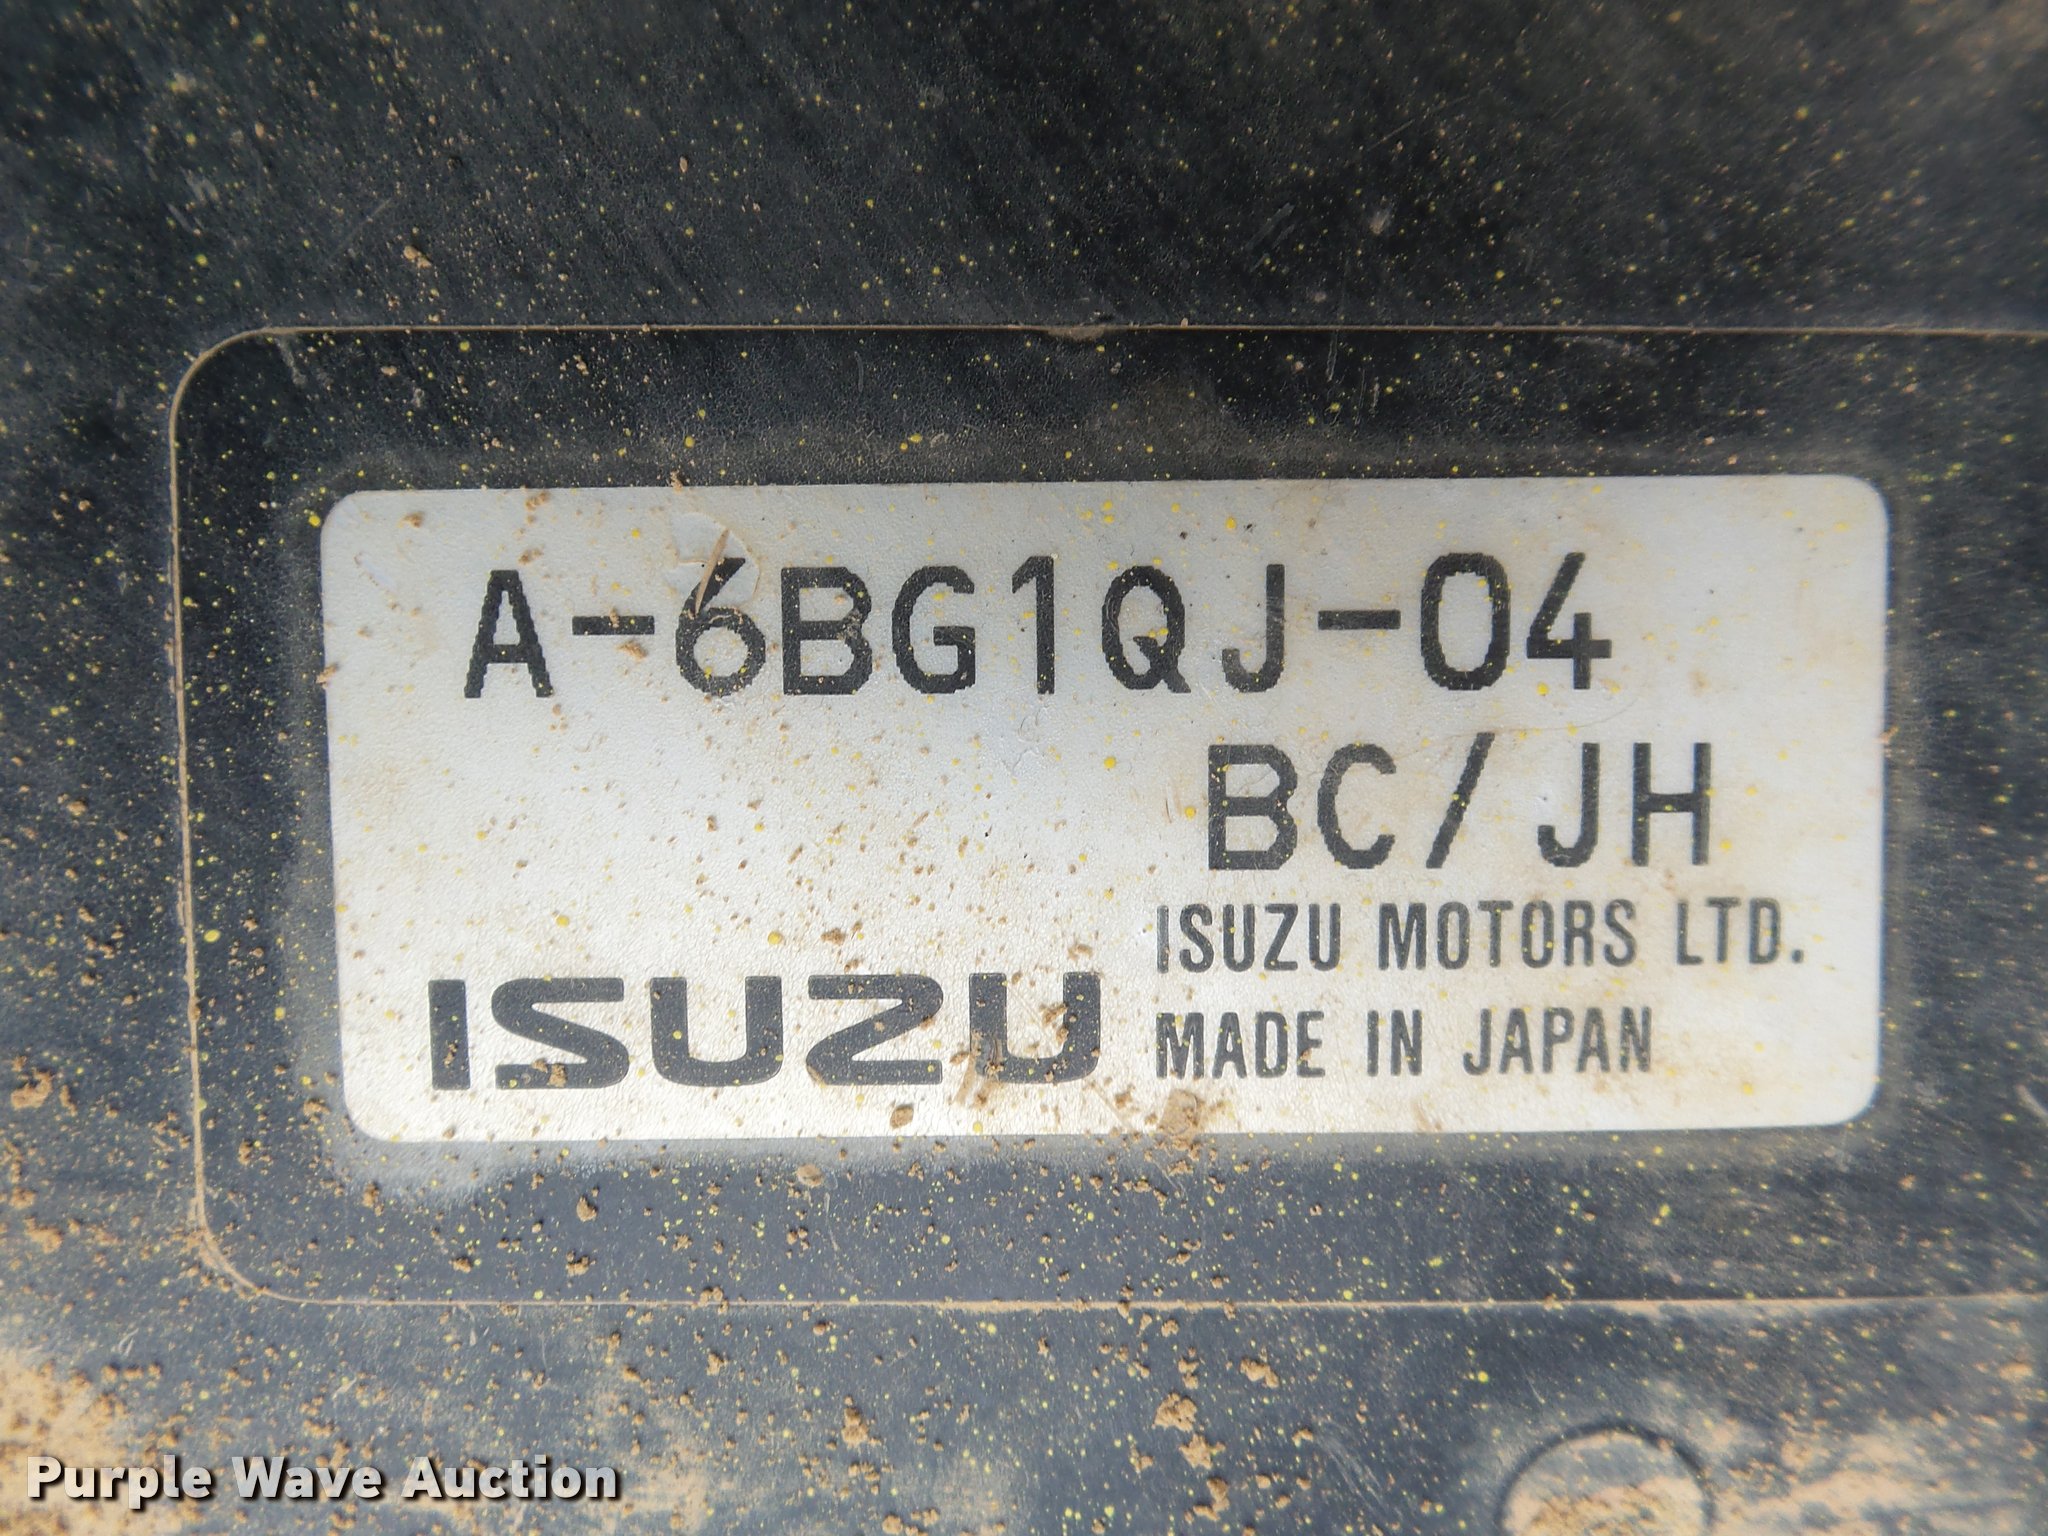 A-6BG1QJ-04
BC/JH
ISUZU MOTORS LTD.
ISUZU MADE IN JAPAN
Purple Wave Auction